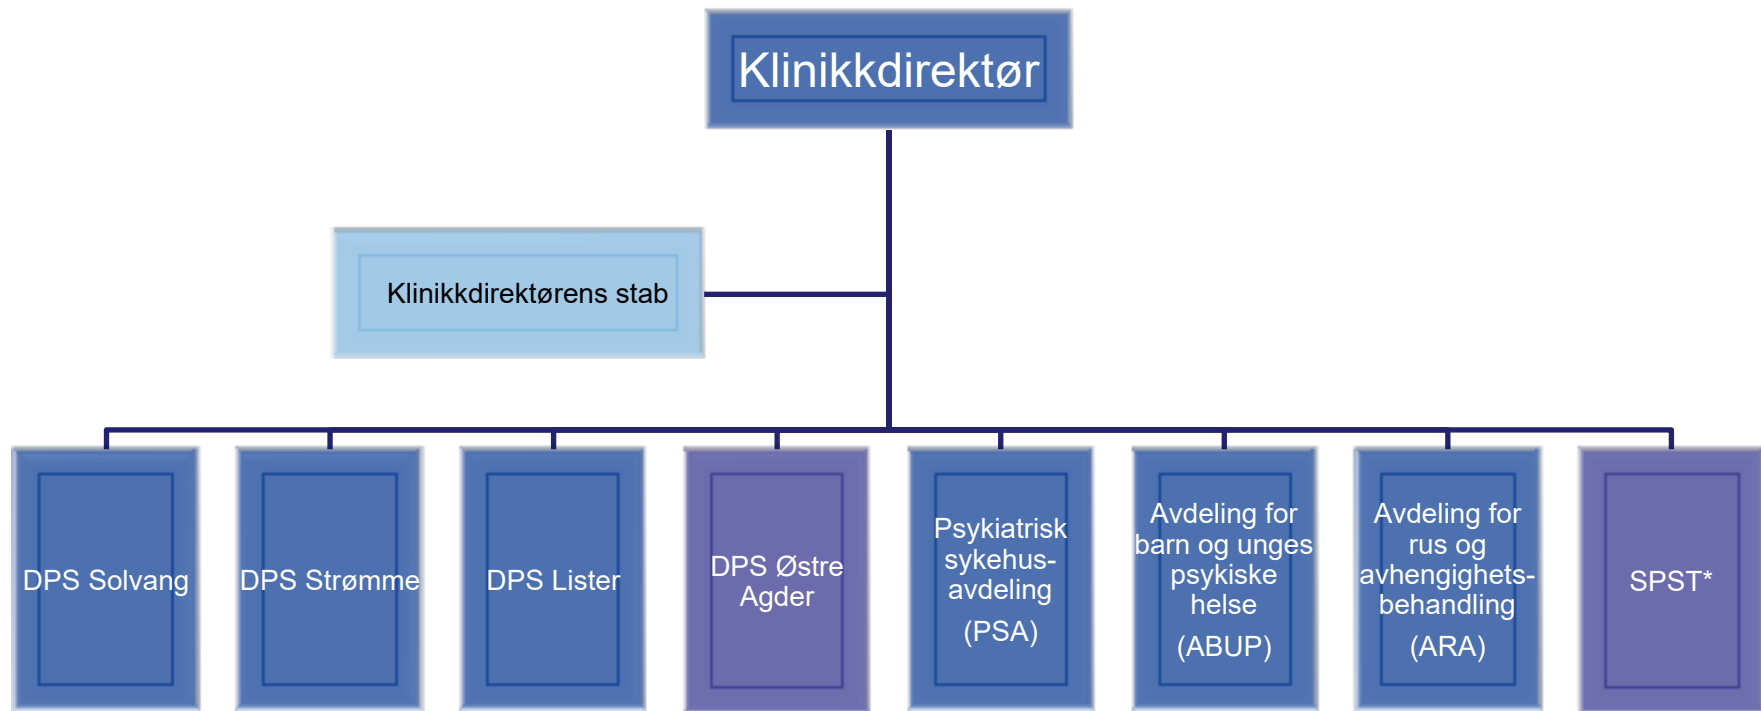 Klinikkdirektør
Klinikkdirektørens stab
DPS Solvang
DPS Strømme
DPS Lister
DPS Østre
Agder
Psykiatrisk
sykehus-
avdeling
(PSA)
Avdeling for
barn og unges
psykiske
helse
(ABUP)
Avdeling for
rus og
avhengighets-
behandling
(ARA)
SPST*